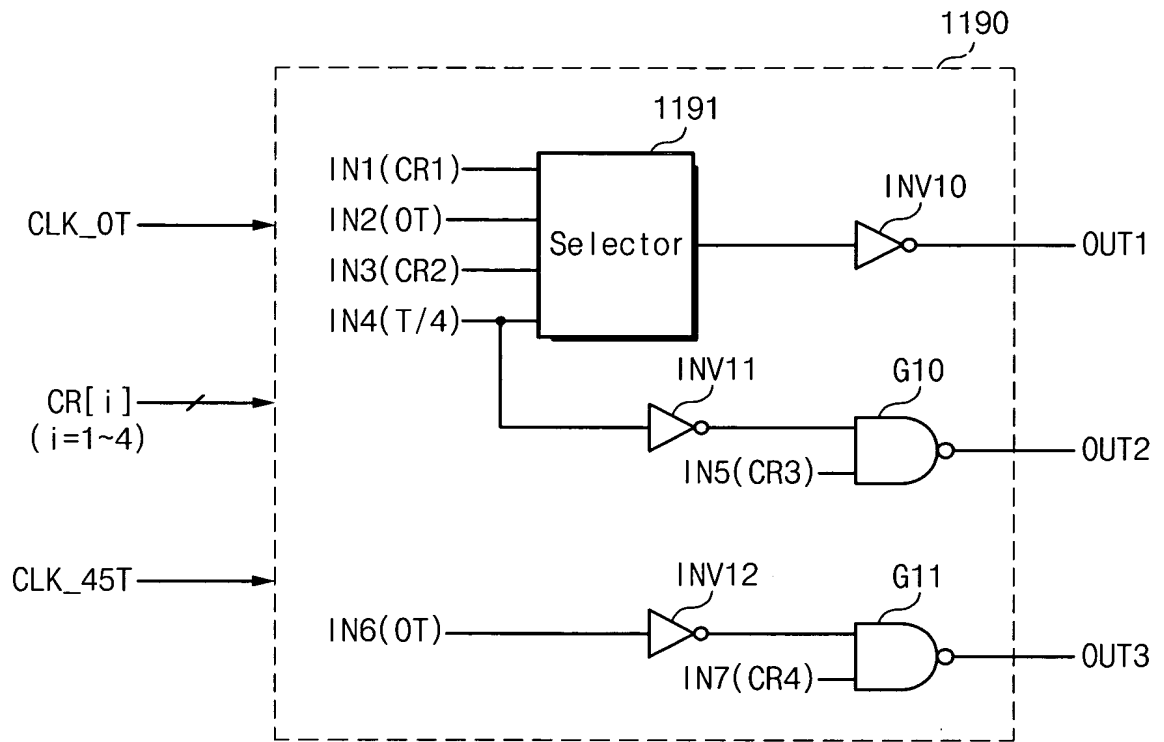 1190
1191
IN1(CR1)
IN2(0T)
IN3(CR2)
IN4(T/4)
Selector
INV10
OUT1
CLK_0T
CR[i]
(i=1~4)
CLK_45T
INV11
G10
IN5(CR3)
OUT2
INV12
G11
IN6(0T)
IN7(CR4)
OUT3